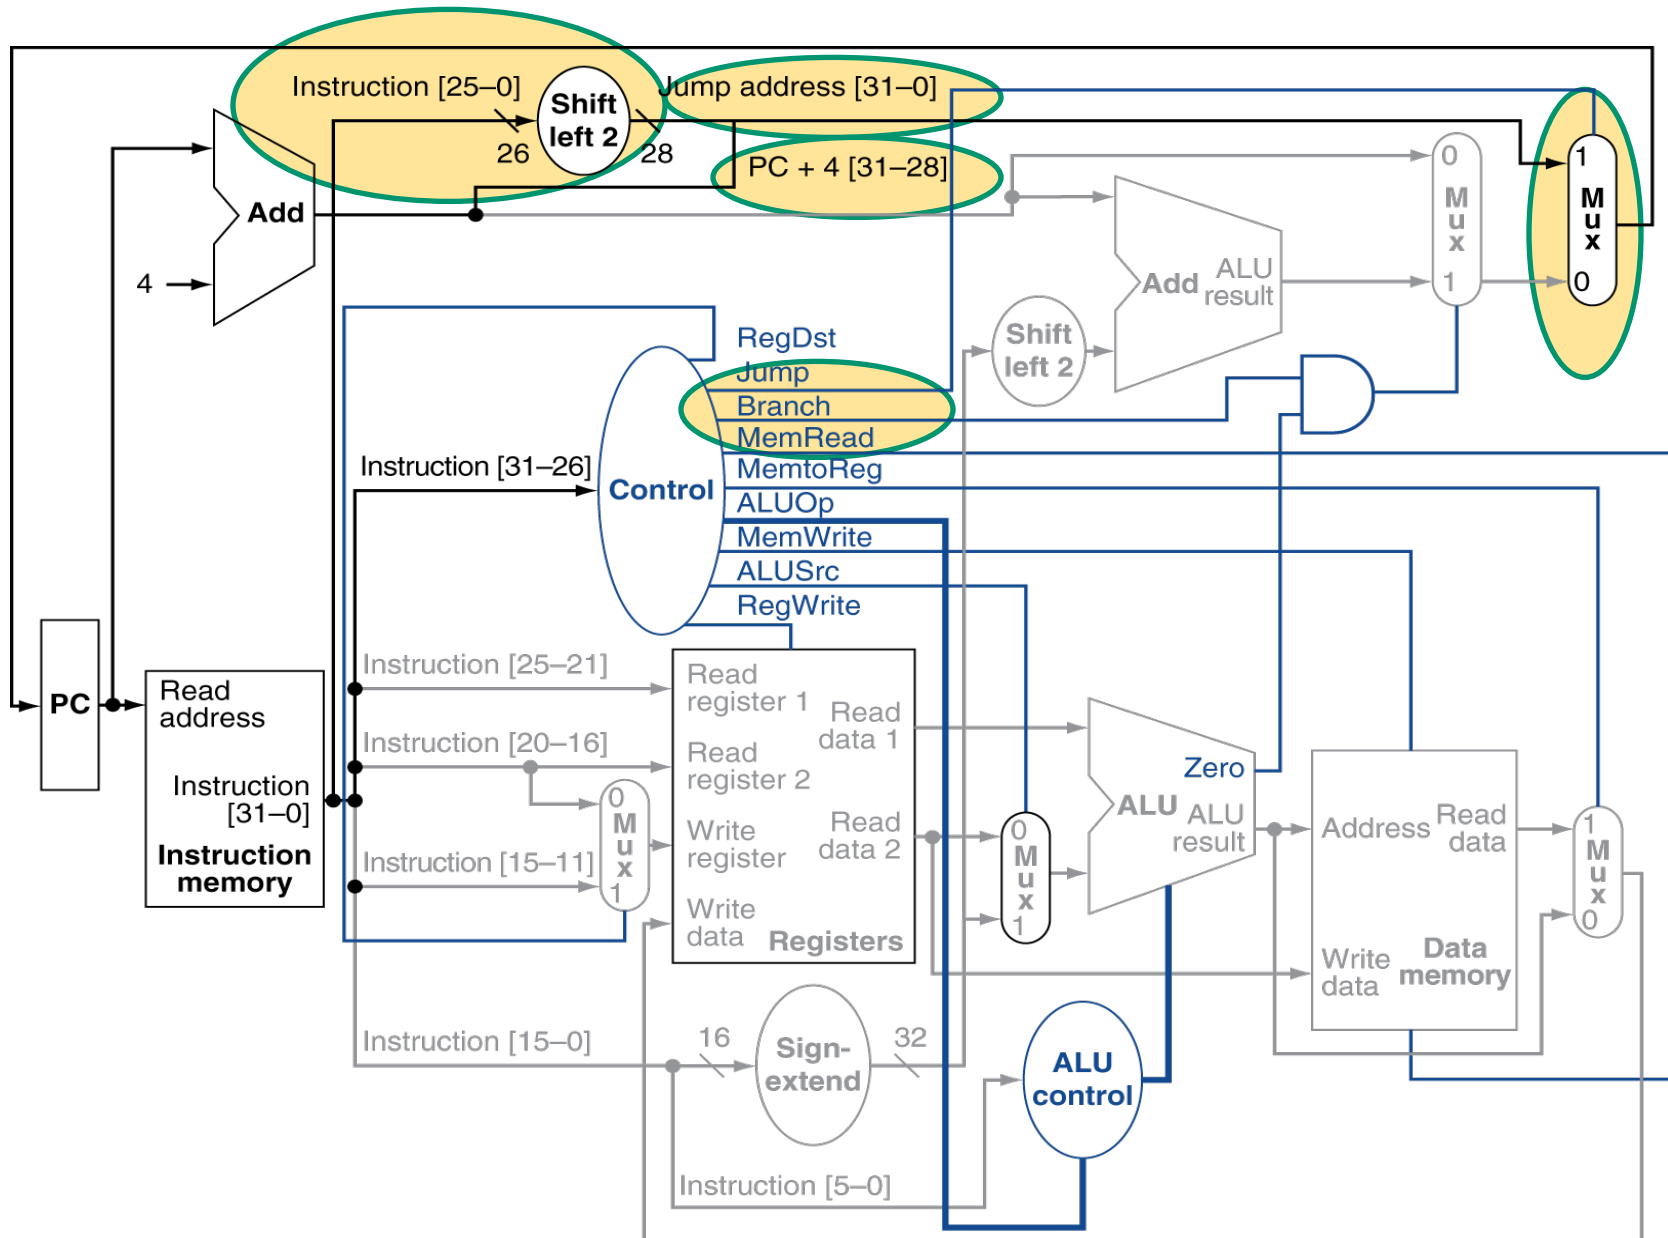 Instruction [25–0]
Shift
left 2
26
28
Jump address [31–0]
PC + 4 [31–28]
Add
4
0
M
u
x
1
1
M
u
x
0
Add
ALU
result
Shift
left 2
RegDst
Jump
Branch
MemRead
MemtoReg
ALUOp
MemWrite
ALUSrc
RegWrite
Instruction [31–26]
Control
PC
Read
address
Instruction
[31–0]
Instruction
memory
Instruction [25–21]
Instruction [20–16]
Instruction [15–11]
0
M
u
x
1
Read
register 1
Read
register 2
Write
register
Write
data
Read
data 1
Read
data 2
Registers
0
M
u
x
1
Zero
ALU
ALU
result
Address
Read
data
Write
data
Data
memory
1
M
u
x
0
Instruction [15–0]
16
Sign-
extend
32
ALU
control
Instruction [5–0]